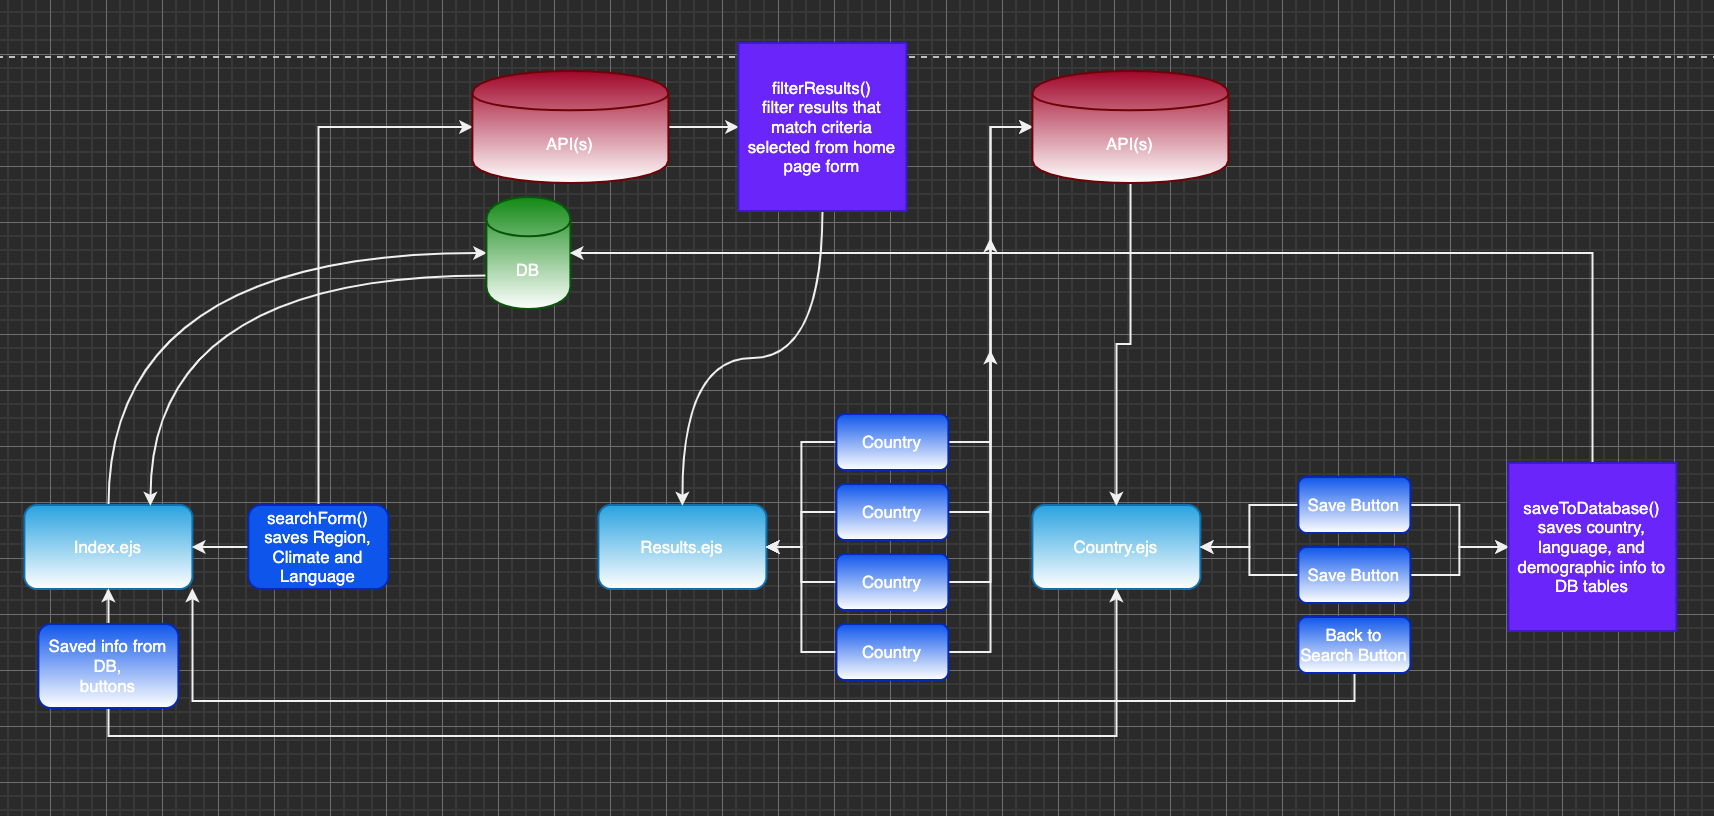 filterResults()
filter results that
match criteria
selected from home
page form
API(s)
API(s)
DB
Country
Country
Country
Country
Index.ejs
searchForm()
saves Region,
Climate and
Language
Results.ejs
Country.ejs
Save Button
Save Button
Back to
Search Button
saveToDatabase()
saves country,
language, and
demographic info to
DB tables
Saved info from
DB,
buttons